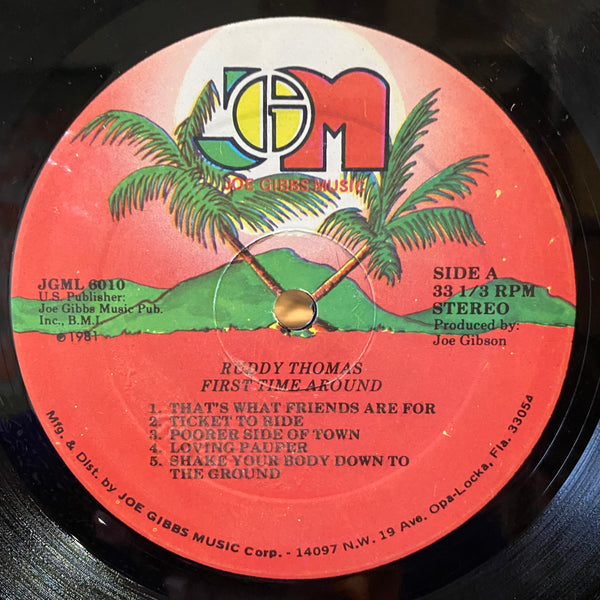 JGM
JOE GIBBS MUSIC
JGML 6010
U.S. Publisher:
Joe Gibbs Music Pub.
Inc., B.M.I.
© 1981
SIDE A
33 1/3 RPM
STEREO
Produced by:
Joe Gibson
RUDDY THOMAS
FIRST TIME AROUND
1. THAT'S WHAT FRIENDS ARE FOR
2. TICKET TO RIDE
3. POORER SIDE OF TOWN
4. LOVING PAUPER
5. SHAKE YOUR BODY DOWN TO
THE GROUND
Mfg. & Dist. by JOE GIBBS MUSIC Corp. - 14097 N.W. 19 Ave. Opa-Locka, Fla. 33054